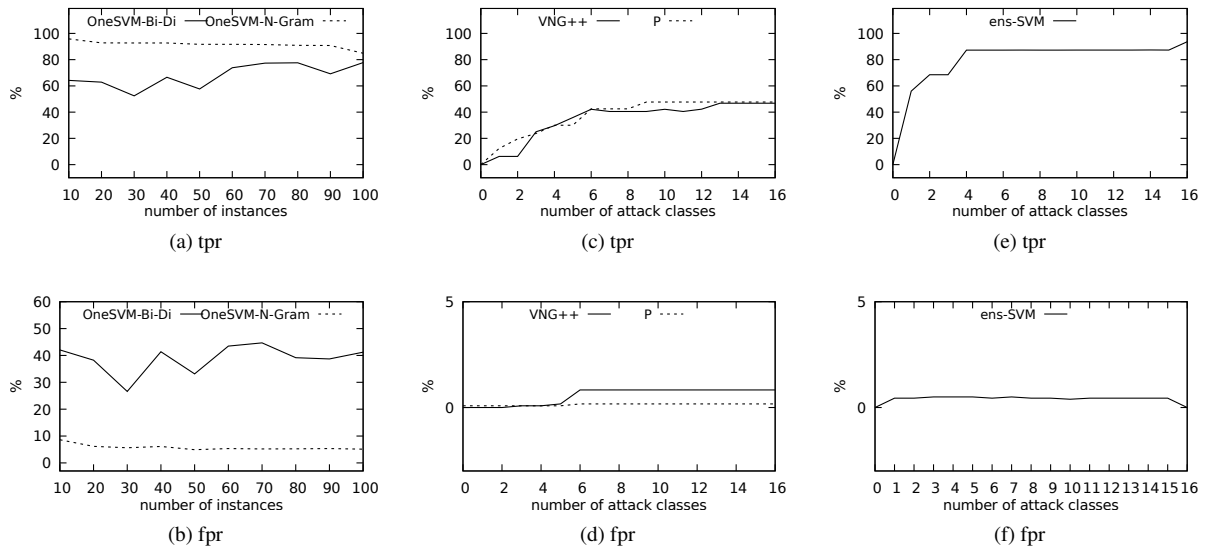 OneSVM-Bi-Di OneSVM-N-Gram
100
80
60
40
20
0
%
10 20 30 40 50 60 70 80 90 100
number of instances
(a) tpr
VNG++ P
100
80
60
40
20
0
%
0 2 4 6 8 10 12 14 16
number of attack classes
(c) tpr
ens-SVM
100
80
60
40
20
0
%
0 2 4 6 8 10 12 14 16
number of attack classes
(e) tpr
60
OneSVM-Bi-Di OneSVM-N-Gram
50
40
30
20
10
0
%
10 20 30 40 50 60 70 80 90 100
number of instances
(b) fpr
5
VNG++ P
%
0
0 2 4 6 8 10 12 14 16
number of attack classes
(d) fpr
5
ens-SVM
%
0
0 1 2 3 4 5 6 7 8 9 10 11 12 13 14 15 16
number of attack classes
(f) fpr